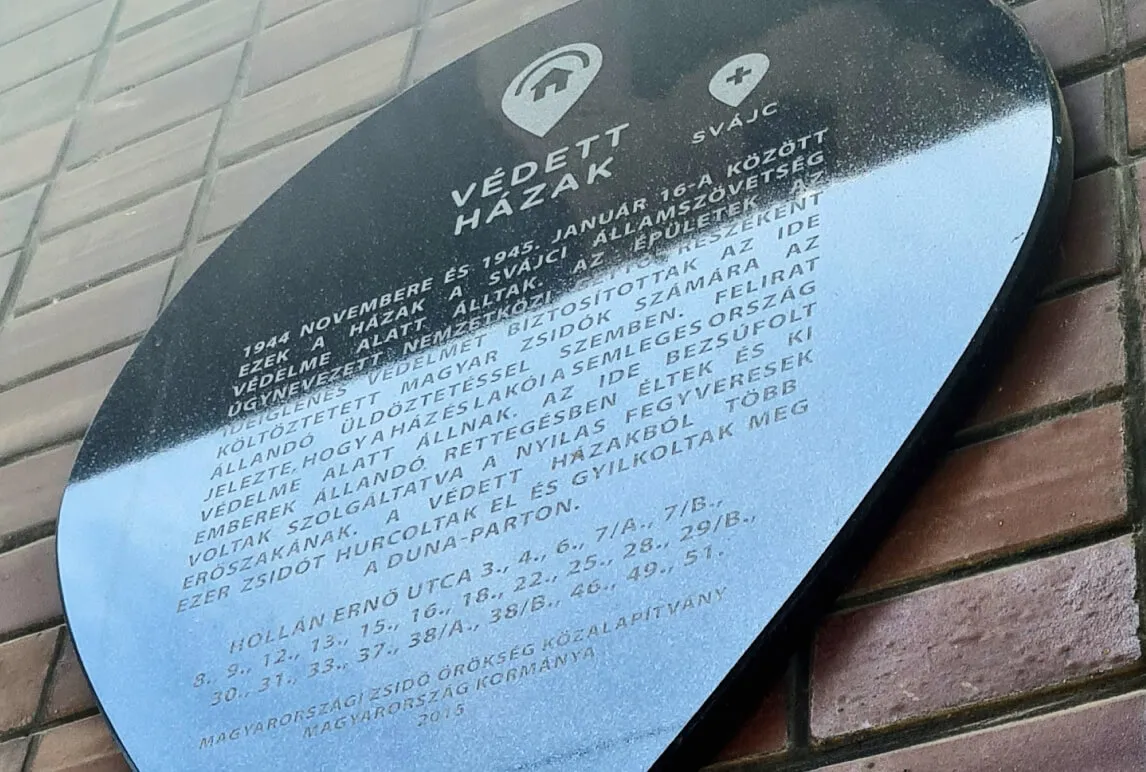 VÉDETT
HÁZAK
SVÁJC
1944 NOVEMBERE ÉS 1945. JANUÁR 16-A KÖZÖTT
EZEK A HÁZAK A SVÁJCI ÁLLAMSZÖVETSÉG
VÉDELME ALATT ÁLLTAK. AZ ÉPÜLETEK AZ
ÚGYNEVEZETT NEMZETKÖZI GETTÓ RÉSZEKÉNT
IDEIGLENES VÉDELMET BIZTOSÍTOTTAK AZ IDE
KÖLTÖZTETETT MAGYAR ZSIDÓK SZÁMÁRA AZ
ÁLLANDÓ ÜLDÖZTETÉSSEL SZEMBEN. FELIRAT
JELEZTE, HOGY A HÁZ ÉS LAKÓI A SEMLEGES ORSZÁG
VÉDELME ALATT ÁLLNAK. AZ IDE BEZSÚFOLT
EMBEREK ÁLLANDÓ RETTEGÉSBEN ÉLTEK ÉS KI
VOLTAK SZOLGÁLTATVA A NYILAS FEGYVERESEK
ERŐSZAKÁNAK. A VÉDETT HÁZAKBÓL TÖBB
EZER ZSIDÓT HURCOLTAK EL ÉS GYILKOLTAK MEG
A DUNA-PARTON.
HOLLÁN ERNŐ UTCA 3., 4., 6., 7/A., 7/B.,
8., 9., 12., 13., 15., 16., 18., 22., 25., 28., 29/B.,
30., 31., 33., 37., 38/A., 38/B., 46., 49., 51.
MAGYARORSZÁGI ZSIDÓ ÖRÖKSÉG KÖZALAPÍTVÁNY
MAGYARORSZÁG KORMÁNYA
2015